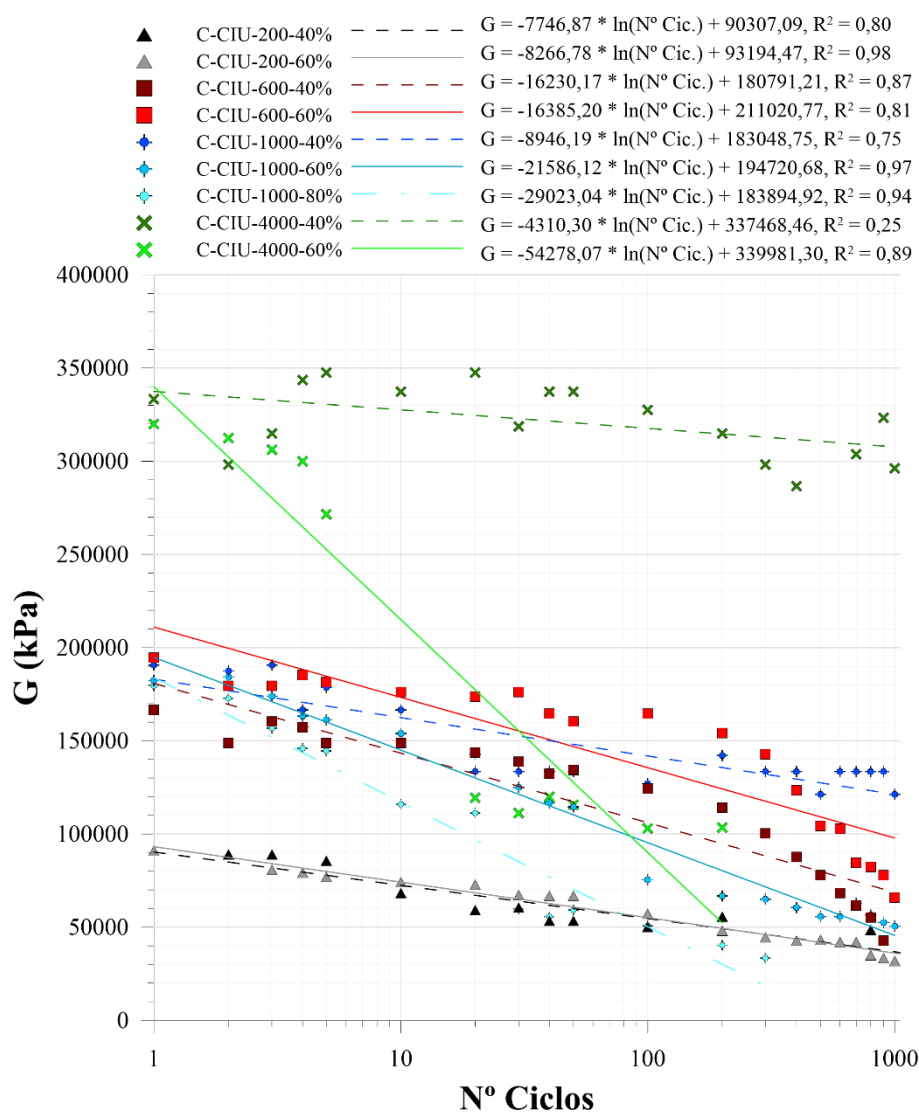 C-CIU-200-40% G = -7746,87 * ln(Nº Cic.) + 90307,09, R² = 0,80
C-CIU-200-60% G = -8266,78 * ln(Nº Cic.) + 93194,47, R² = 0,98
C-CIU-600-40% G = -16230,17 * ln(Nº Cic.) + 180791,21, R² = 0,87
C-CIU-600-60% G = -16385,20 * ln(Nº Cic.) + 211020,77, R² = 0,81
C-CIU-1000-40% G = -8946,19 * ln(Nº Cic.) + 183048,75, R² = 0,75
C-CIU-1000-60% G = -21586,12 * ln(Nº Cic.) + 194720,68, R² = 0,97
C-CIU-1000-80% G = -29023,04 * ln(Nº Cic.) + 183894,92, R² = 0,94
C-CIU-4000-40% G = -4310,30 * ln(Nº Cic.) + 337468,46, R² = 0,25
C-CIU-4000-60% G = -54278,07 * ln(Nº Cic.) + 339981,30, R² = 0,89
400000
350000
300000
250000
200000
150000
100000
50000
0
G (kPa)
1 10 100 1000
Nº Ciclos